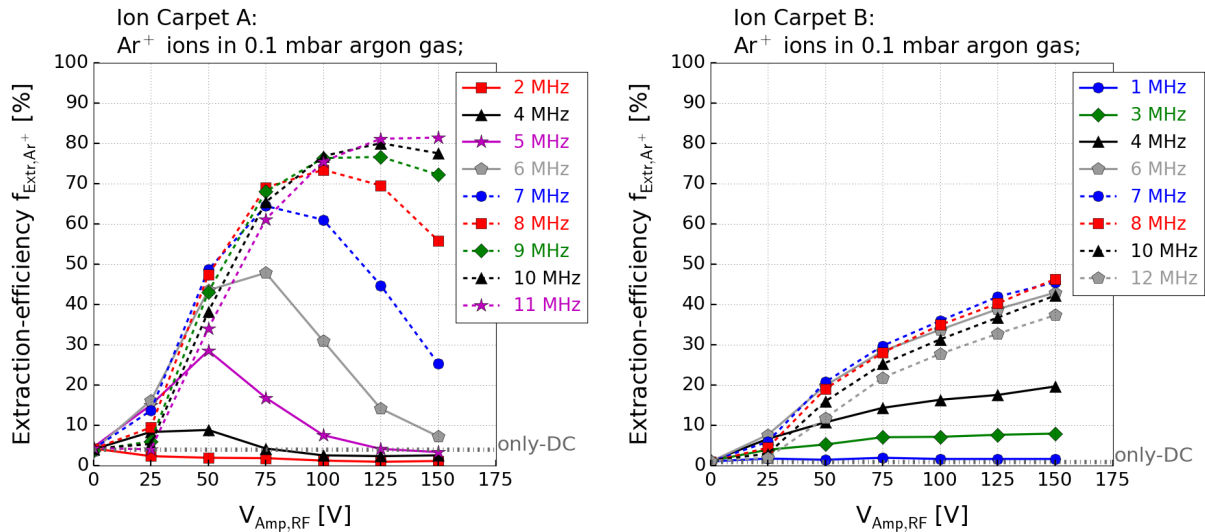 Ion Carpet A:
Ar+ ions in 0.1 mbar argon gas;
Extraction-efficiency fExtr,Ar+ [%]
100
90
80
70
60
50
40
30
20
10
0
2 MHz
4 MHz
5 MHz
6 MHz
7 MHz
8 MHz
9 MHz
10 MHz
11 MHz
only-DC
0 25 50 75 100 125 150 175
VAmp,RF [V]
Ion Carpet B:
Ar+ ions in 0.1 mbar argon gas;
Extraction-efficiency fExtr,Ar+ [%]
100
90
80
70
60
50
40
30
20
10
0
1 MHz
3 MHz
4 MHz
6 MHz
7 MHz
8 MHz
10 MHz
12 MHz
only-DC
0 25 50 75 100 125 150 175
VAmp,RF [V]